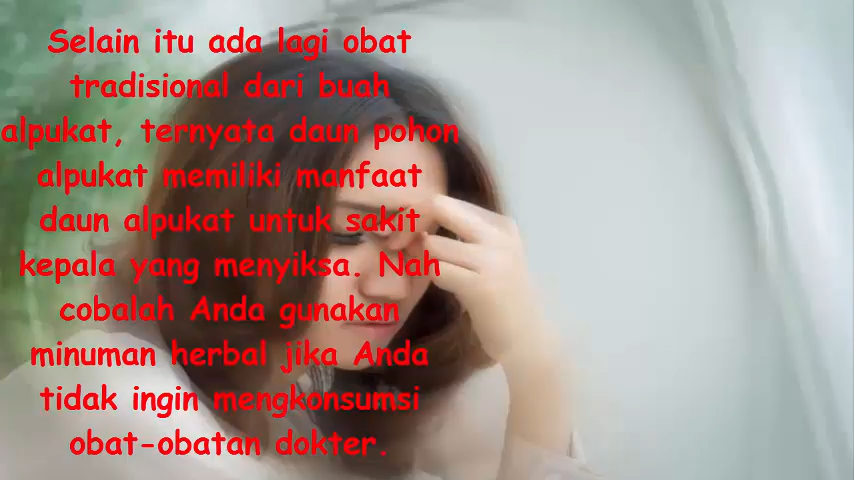 Selain itu ada lagi obat
tradisional dari buah
alpukat, ternyata daun pohon
alpukat memiliki manfaat
daun alpukat untuk sakit
kepala yang menyiksa. Nah
cobalah Anda gunakan
minuman herbal jika Anda
tidak ingin mengkonsumsi
obat-obatan dokter.